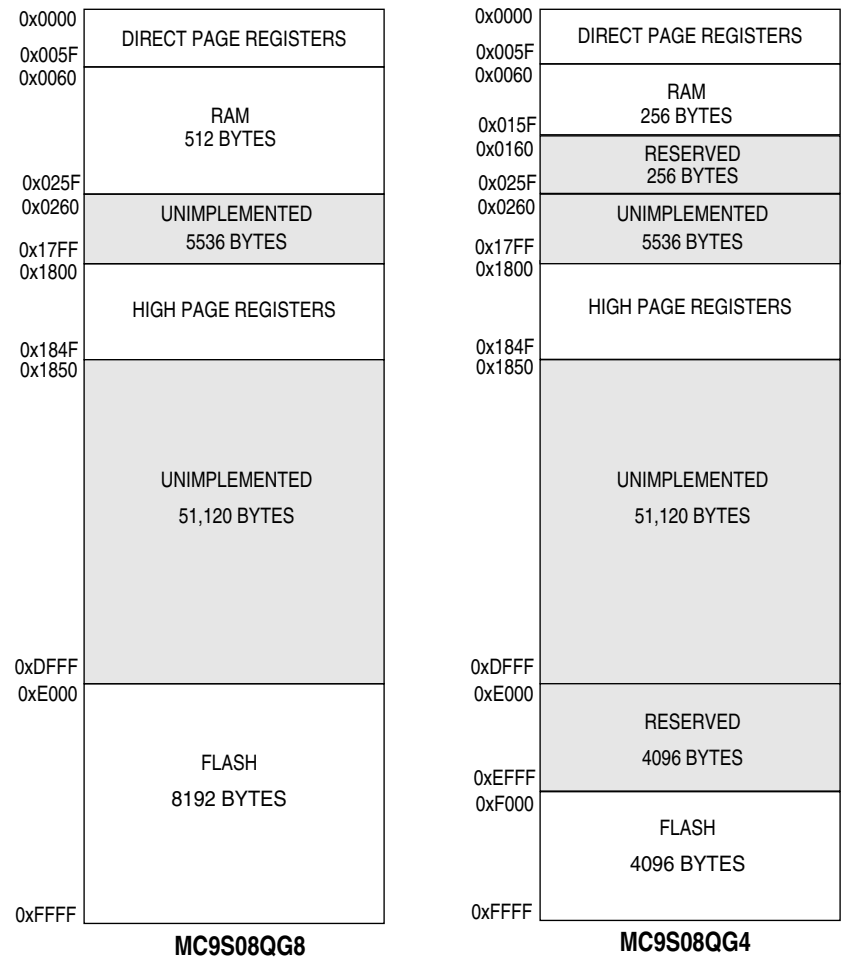 0x0000
DIRECT PAGE REGISTERS
0x005F
0x0060
RAM
512 BYTES
0x025F
0x0260
UNIMPLEMENTED
5536 BYTES
0x17FF
0x1800
HIGH PAGE REGISTERS
0x184F
0x1850
UNIMPLEMENTED
51,120 BYTES
0xDFFF
0xE000
FLASH
8192 BYTES
0xFFFF
MC9S08QG8
0x0000
DIRECT PAGE REGISTERS
0x005F
0x0060
RAM
256 BYTES
0x015F
0x0160
RESERVED
256 BYTES
0x025F
0x0260
UNIMPLEMENTED
5536 BYTES
0x17FF
0x1800
HIGH PAGE REGISTERS
0x184F
0x1850
UNIMPLEMENTED
51,120 BYTES
0xDFFF
0xE000
RESERVED
4096 BYTES
0xEFFF
0xF000
FLASH
4096 BYTES
0xFFFF
MC9S08QG4